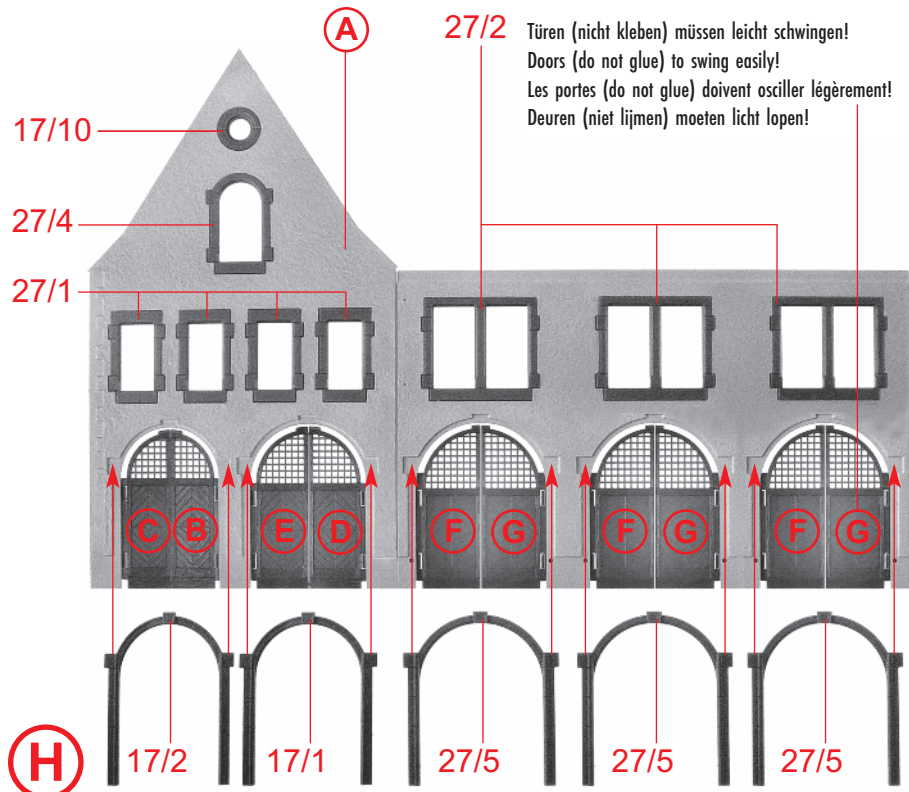 A
27/2
Türen (nicht kleben) müssen leicht schwingen!
Doors (do not glue) to swing easily!
Les portes (do not glue) doivent osciller légèrement!
Deuren (niet lijmen) moeten licht lopen!
17/10
27/4
27/1
C B E D F G F G F G
H 17/2 17/1 27/5 27/5 27/5